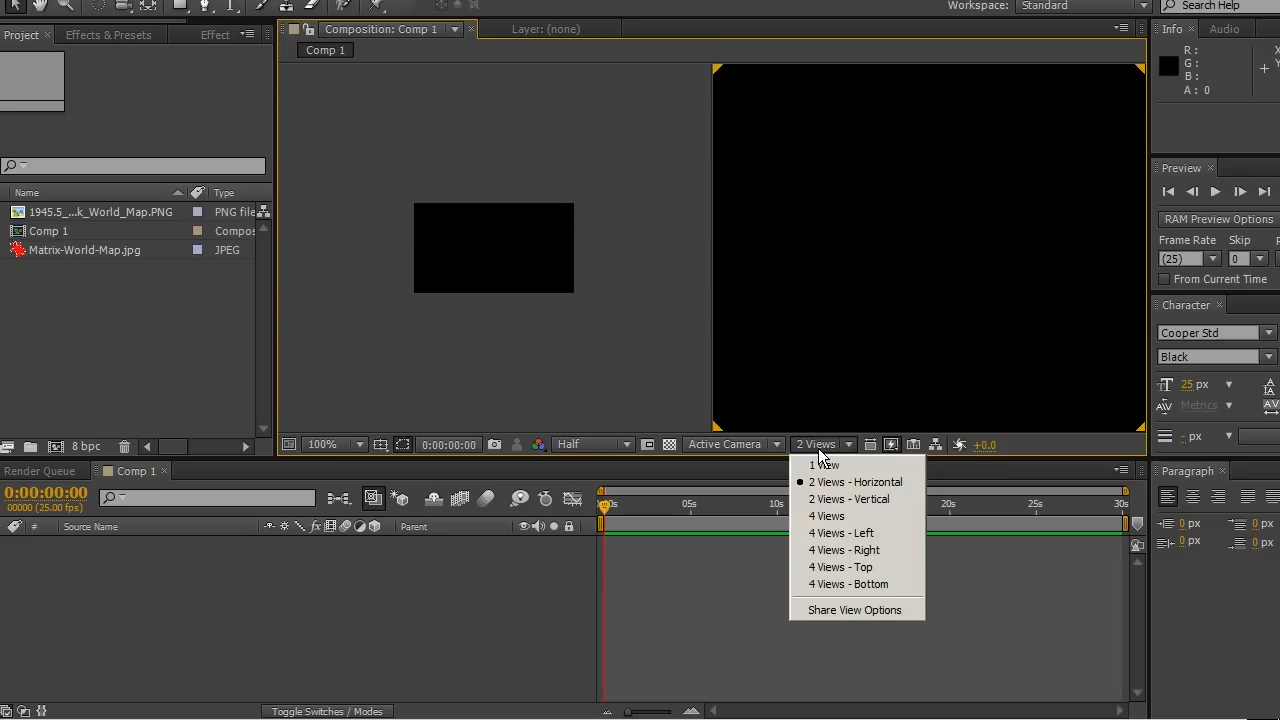 Workspace: Standard Search Help
Project × Effects & Presets Effect Composition: Comp 1 × Layer: (none) Info × Audio
Comp 1
R :
G :
B :
A : 0
Name Type
1945.5_...k_World_Map.PNG PNG file
Comp 1 Compos
Matrix-World-Map.jpg JPEG
8 bpc
100% 0:00:00:00 Half Active Camera 2 Views +0.0
1 View
2 Views - Horizontal
2 Views - Vertical
4 Views
4 Views - Left
4 Views - Right
4 Views - Top
4 Views - Bottom
Share View Options
Preview ×
RAM Preview Options
Frame Rate Skip
(25) 0
From Current Time
Character ×
Cooper Std
Black
25 px
Metrics
- px
Paragraph ×
0 px 0 px
0 px 0 px
Render Queue Comp 1 ×
0:00:00:00
00000 (25.00 fps)
# Source Name Parent
05s 10s 20s 25s 30s
Toggle Switches / Modes